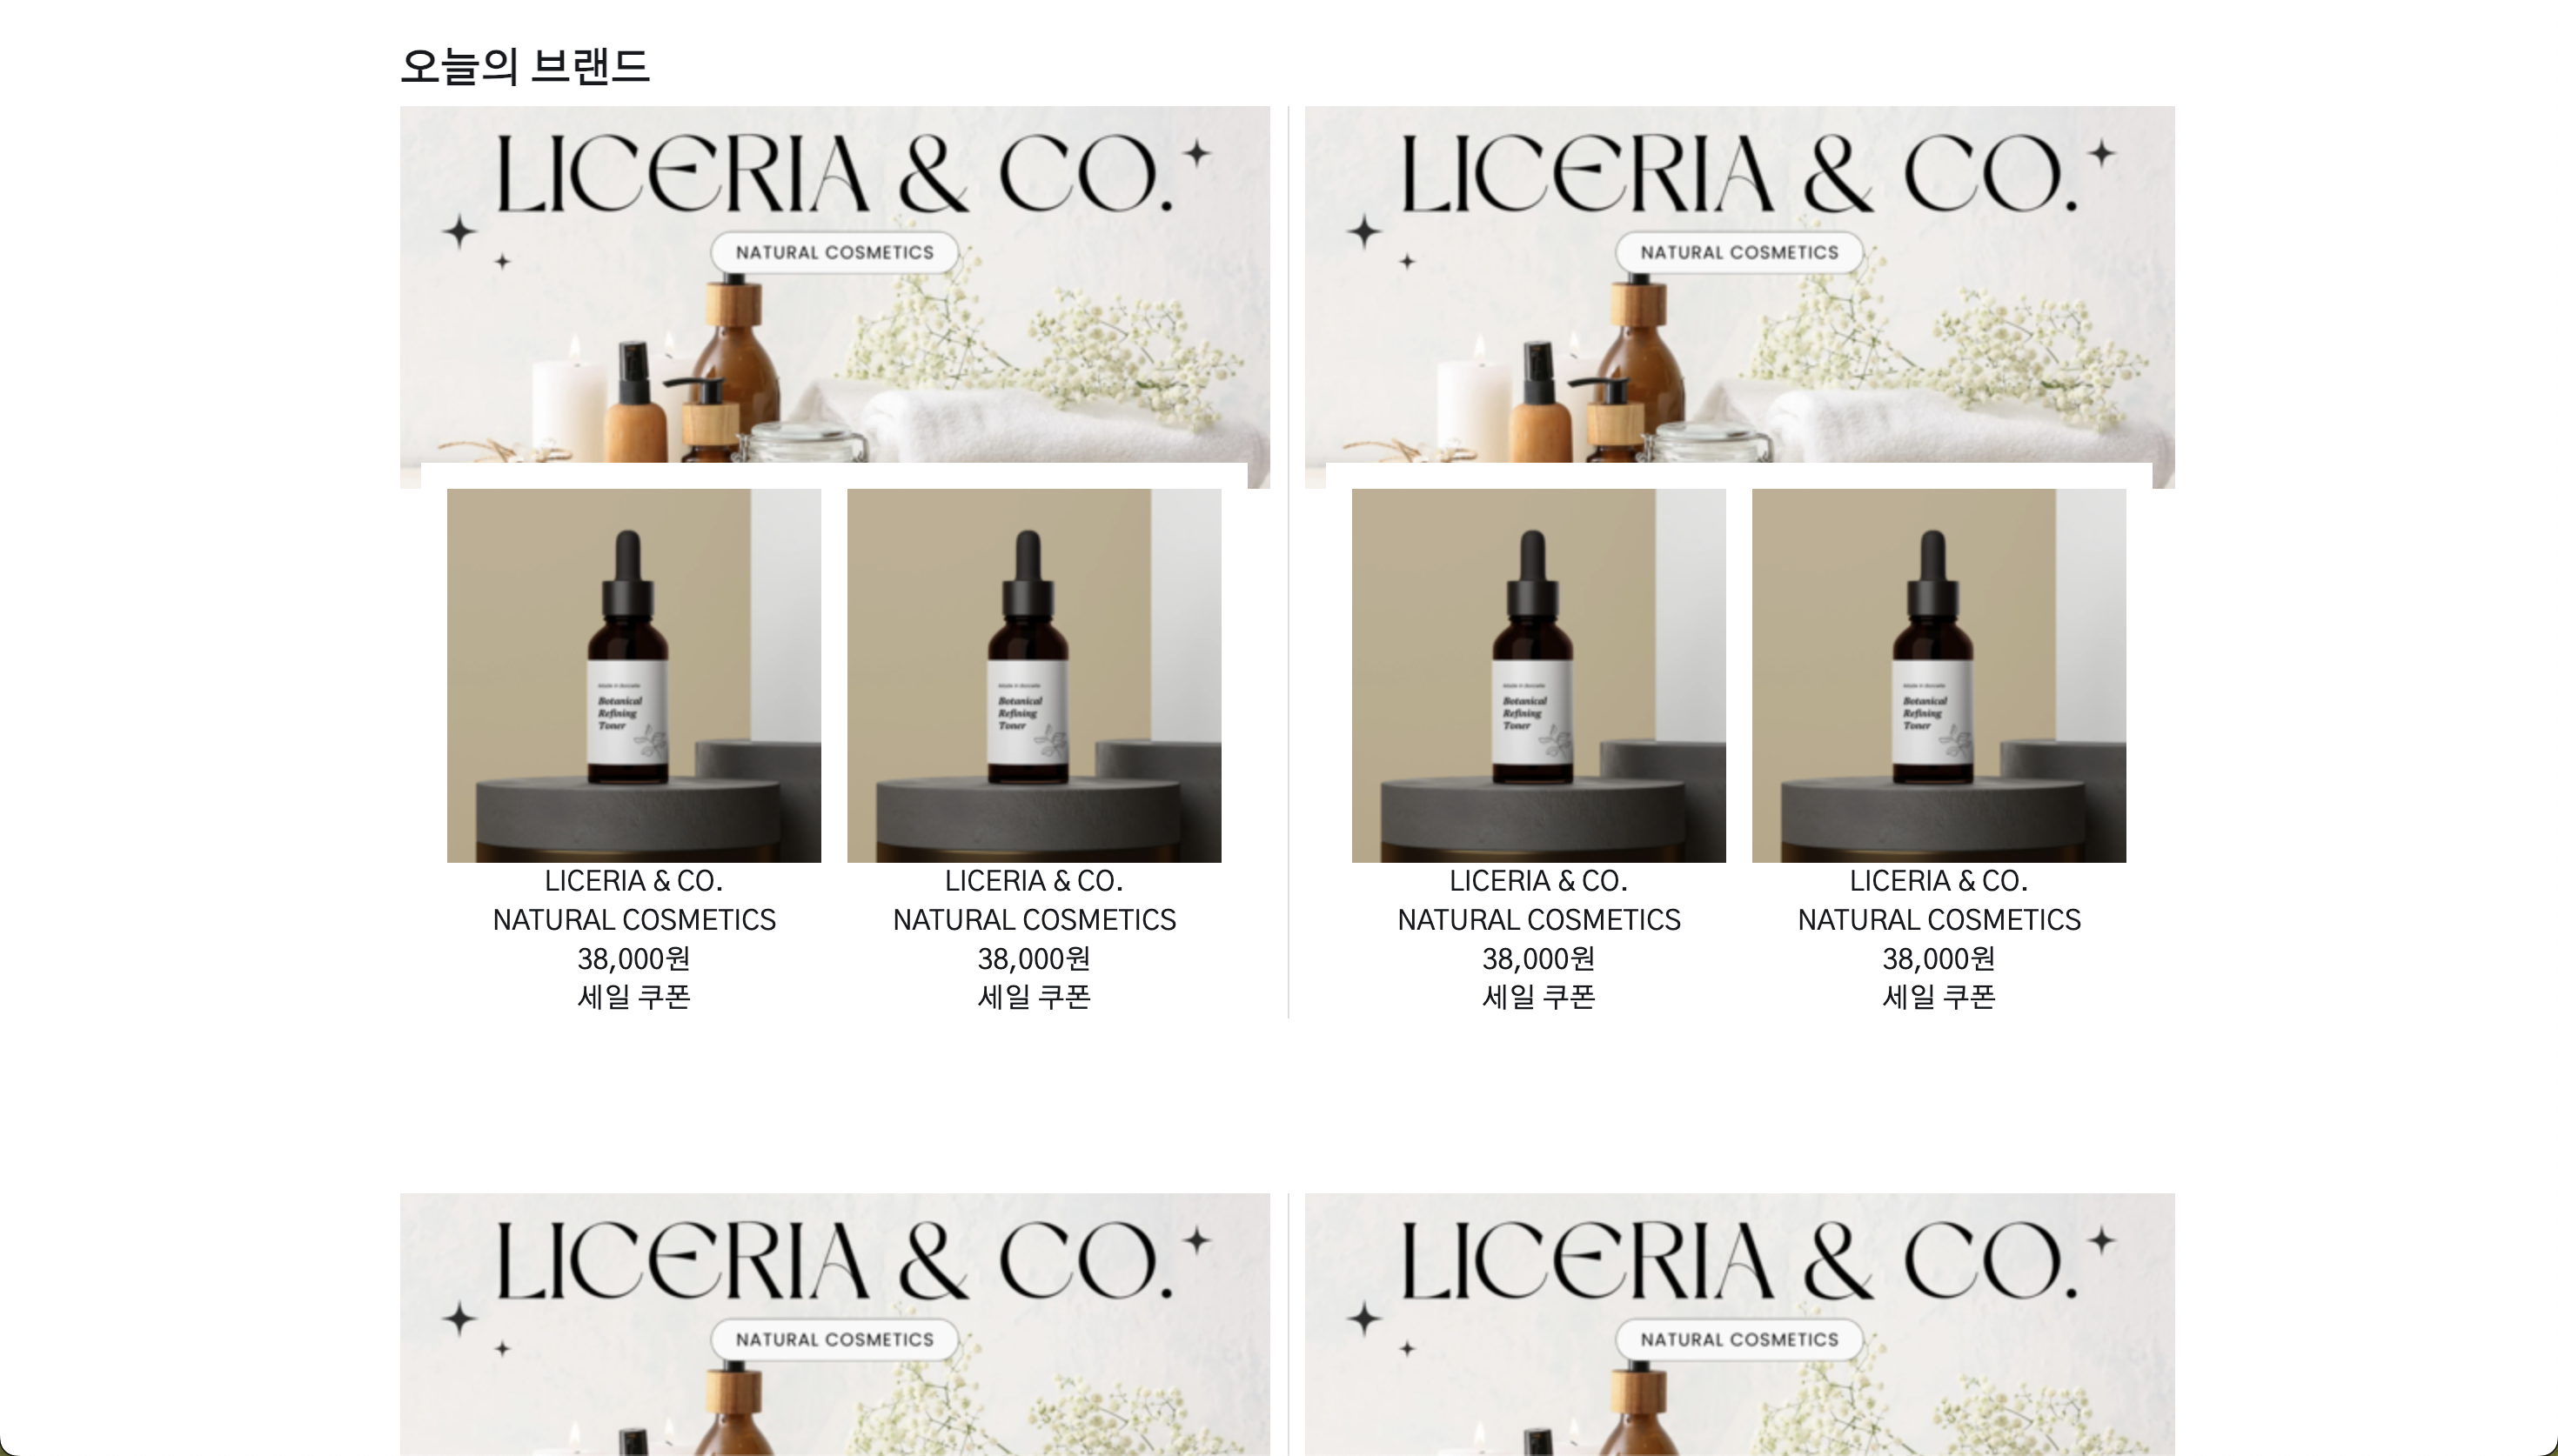 오늘의 브랜드
LICERIA & CO.
NATURAL COSMETICS
LICERIA & CO.
NATURAL COSMETICS
Botanical
Refining
Toner
Botanical
Refining
Toner
Botanical
Refining
Toner
Botanical
Refining
Toner
LICERIA & CO.
NATURAL COSMETICS
38,000원
세일 쿠폰
LICERIA & CO.
NATURAL COSMETICS
38,000원
세일 쿠폰
LICERIA & CO.
NATURAL COSMETICS
38,000원
세일 쿠폰
LICERIA & CO.
NATURAL COSMETICS
38,000원
세일 쿠폰
LICERIA & CO.
NATURAL COSMETICS
LICERIA & CO.
NATURAL COSMETICS